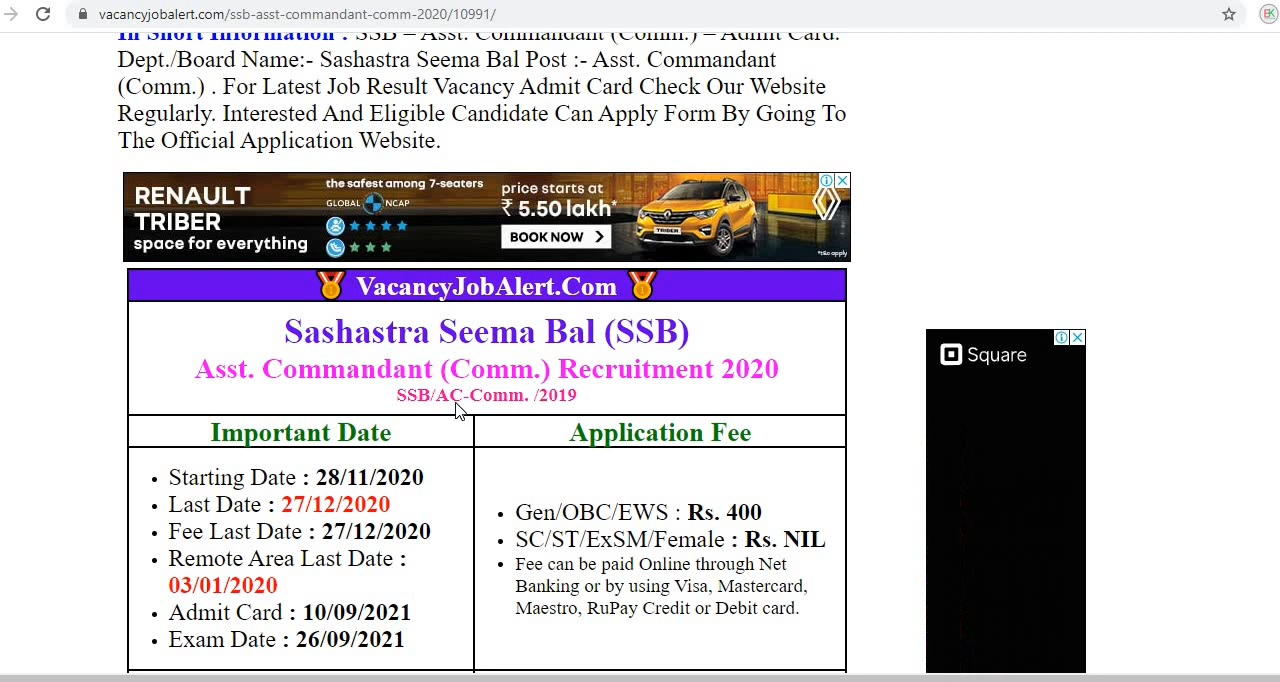 vacancyjobalert.com/ssb-asst-commandant-comm-2020/10991/
In Short Information : SSB – Asst. Commandant (Comm.) – Admit Card.
Dept./Board Name:- Sashastra Seema Bal Post :- Asst. Commandant
(Comm.) . For Latest Job Result Vacancy Admit Card Check Our Website
Regularly. Interested And Eligible Candidate Can Apply Form By Going To
The Official Application Website.
RENAULT
TRIBER
space for everything
the safest among 7-seaters
GLOBAL NCAP
price starts at
₹ 5.50 lakh*
BOOK NOW
TRIBER
*T&C apply
VacancyJobAlert.Com
Sashastra Seema Bal (SSB)
Asst. Commandant (Comm.) Recruitment 2020
SSB/AC-Comm. /2019
Important Date
Starting Date : 28/11/2020
Last Date : 27/12/2020
Fee Last Date : 27/12/2020
Remote Area Last Date :
03/01/2020
Admit Card : 10/09/2021
Exam Date : 26/09/2021
Application Fee
Gen/OBC/EWS : Rs. 400
SC/ST/ExSM/Female : Rs. NIL
Fee can be paid Online through Net
Banking or by using Visa, Mastercard,
Maestro, RuPay Credit or Debit card.
Square